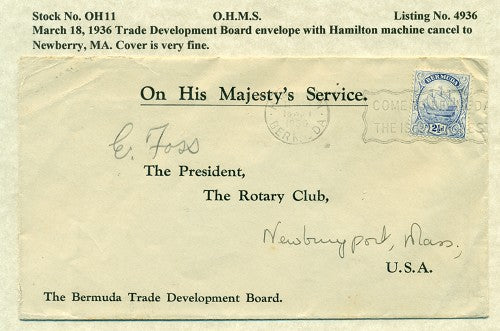 Stock No. OH11 O.H.M.S. Listing No. 4936
March 18, 1936 Trade Development Board envelope with Hamilton machine cancel to
Newberry, MA. Cover is very fine.
On His Majesty's Service.
BERMUDA
COME
THE IS
2½d
E. Foss
The President,
The Rotary Club,
Newburyport, Mass,
U.S.A.
The Bermuda Trade Development Board.